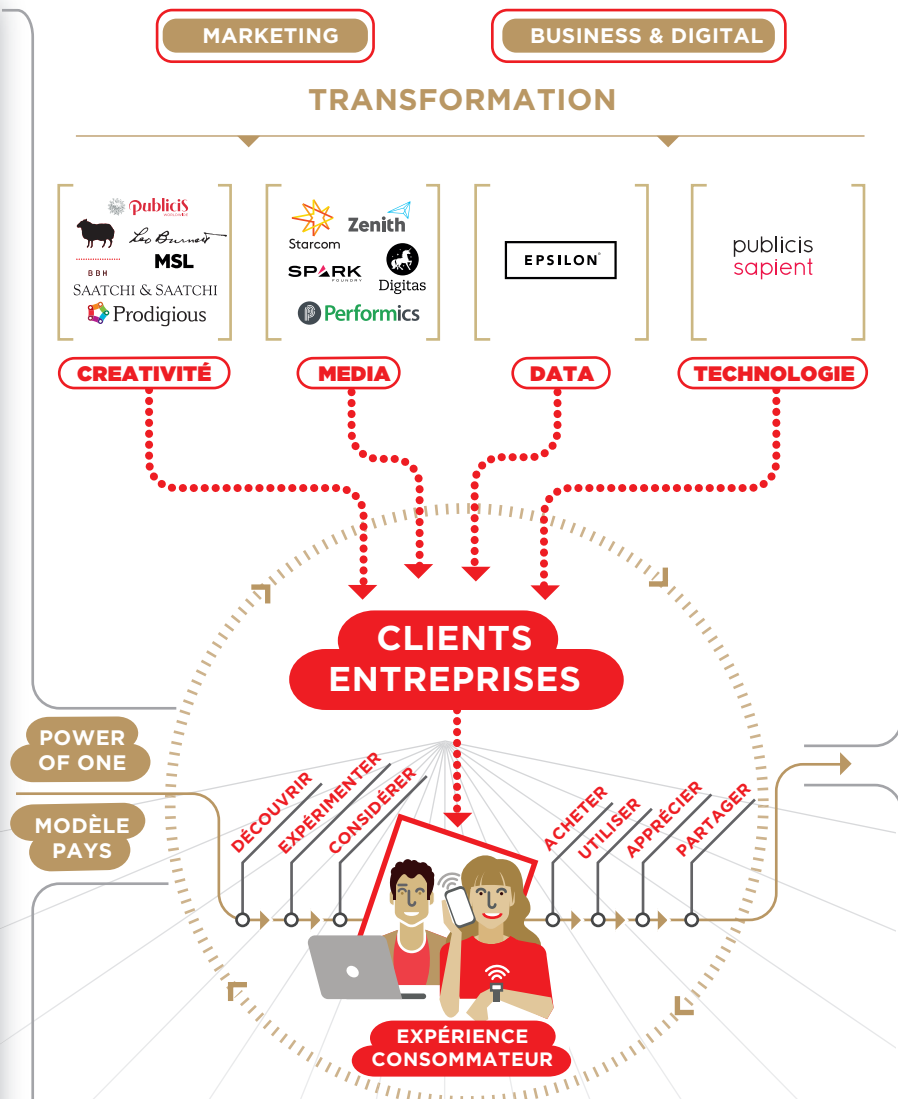 MARKETING
BUSINESS & DIGITAL
TRANSFORMATION
publicis
WORLDWIDE
Leo Burnett
BBH
MSL
SAATCHI & SAATCHI
Prodigious
Starcom
Zenith
SPARK
FOUNDRY
Digitas
Performics
EPSILON®
publicis
sapient
CREATIVITÉ
MEDIA
DATA
TECHNOLOGIE
CLIENTS
ENTREPRISES
POWER
OF ONE
MODÈLE
PAYS
DÉCOUVRIR
EXPÉRIMENTER
CONSIDÉRER
ACHETER
UTILISER
APPRÉCIER
PARTAGER
EXPÉRIENCE
CONSOMMATEUR